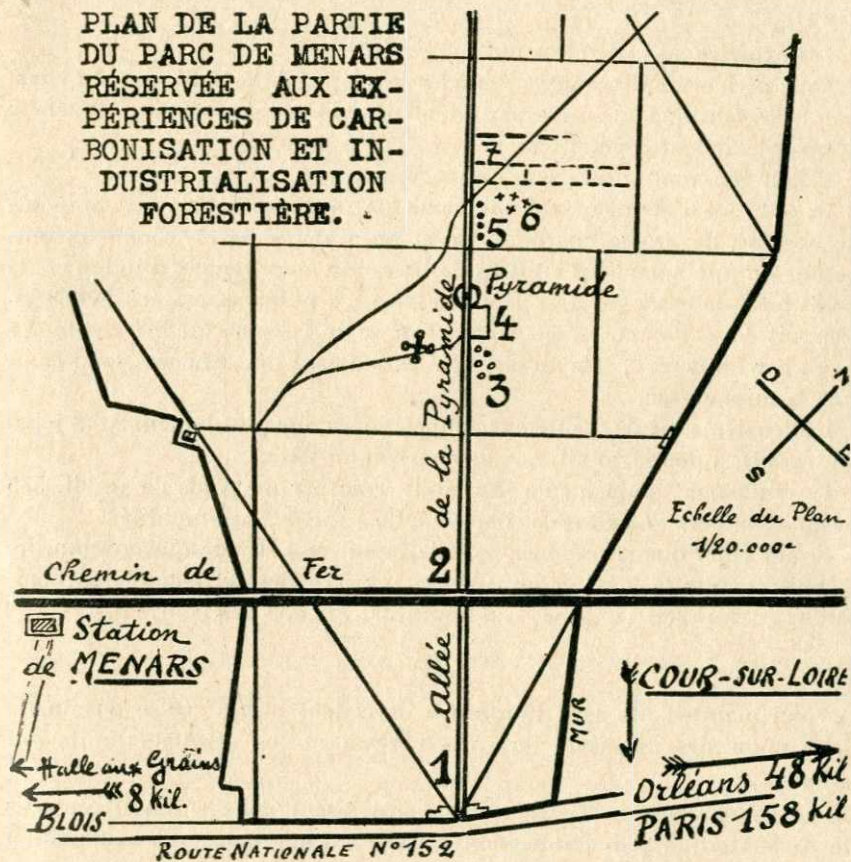 PLAN DE LA PARTIE
DU PARC DE MENARS
RÉSERVÉE AUX EX-
PÉRIENCES DE CAR-
BONISATION ET IN-
DUSTRIALISATION
FORESTIÈRE.
7
5 6
Pyramide
4
3
O N
S E
Echelle du Plan
1/20.000e
2
allée de la Pyramide
Chemin de Fer
Station
de MENARS
COUR-SUR-LOIRE
MUR
1
Halle aux Grains
8 kil.
BLOIS
Orléans 48 Kil
PARIS 158 Kil
ROUTE NATIONALE N°152